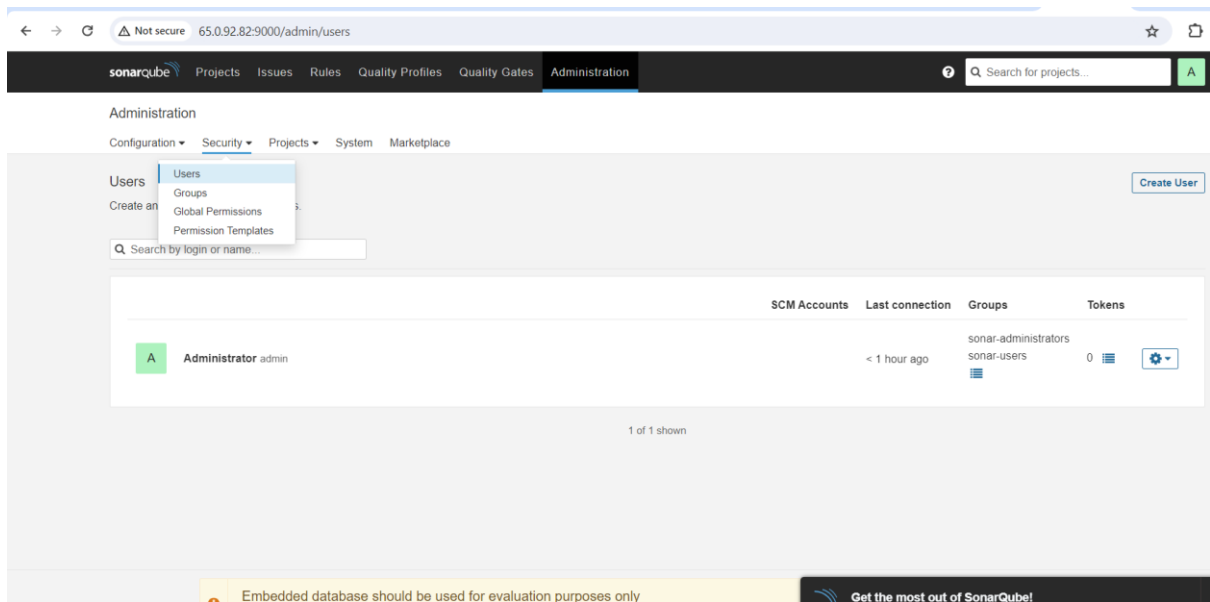 Not secure 65.0.92.82:9000/admin/users
sonarqube Projects Issues Rules Quality Profiles Quality Gates Administration ? Search for projects... A
Administration
Configuration Security Projects System Marketplace
Users
Users
Create User
Groups
Create an
s.
Global Permissions
Permission Templates
Search by login or name...
SCM Accounts Last connection Groups Tokens
A Administrator admin < 1 hour ago sonar-administrators
sonar-users 0
1 of 1 shown
Embedded database should be used for evaluation purposes only
Get the most out of SonarQube!